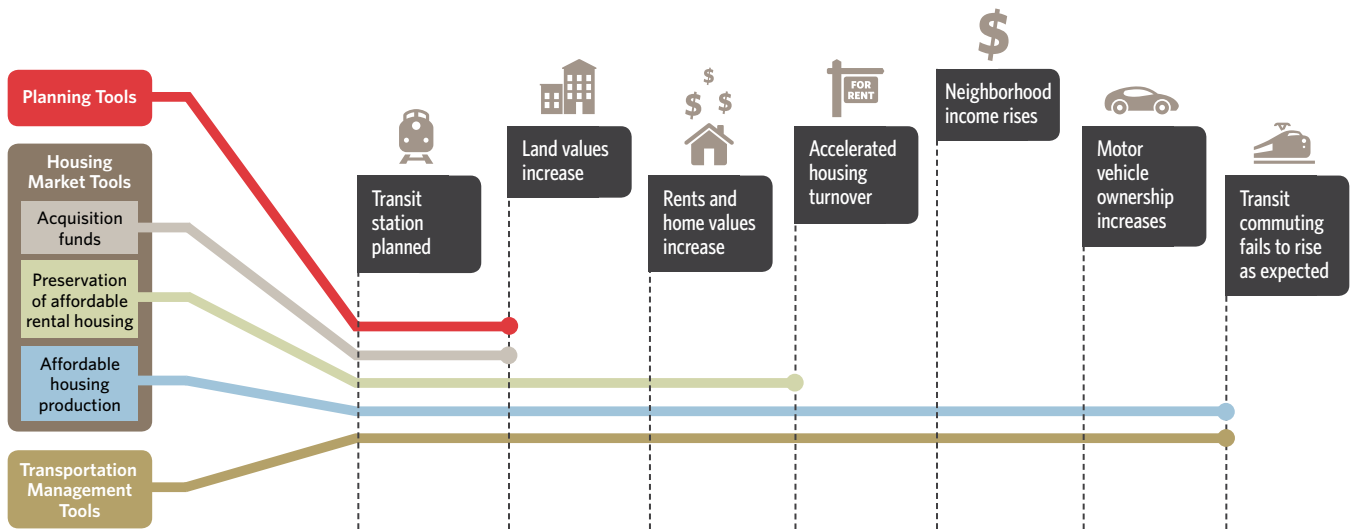 Planning Tools
Housing
Market Tools
Acquisition
funds
Preservation
of affordable
rental housing
Affordable
housing
production
Transportation
Management
Tools
Transit
station
planned
Land values
increase
$
$ $
Rents and
home values
increase
FOR
RENT
Accelerated
housing
turnover
$
Neighborhood
income rises
Motor
vehicle
ownership
increases
Transit
commuting
fails to rise
as expected